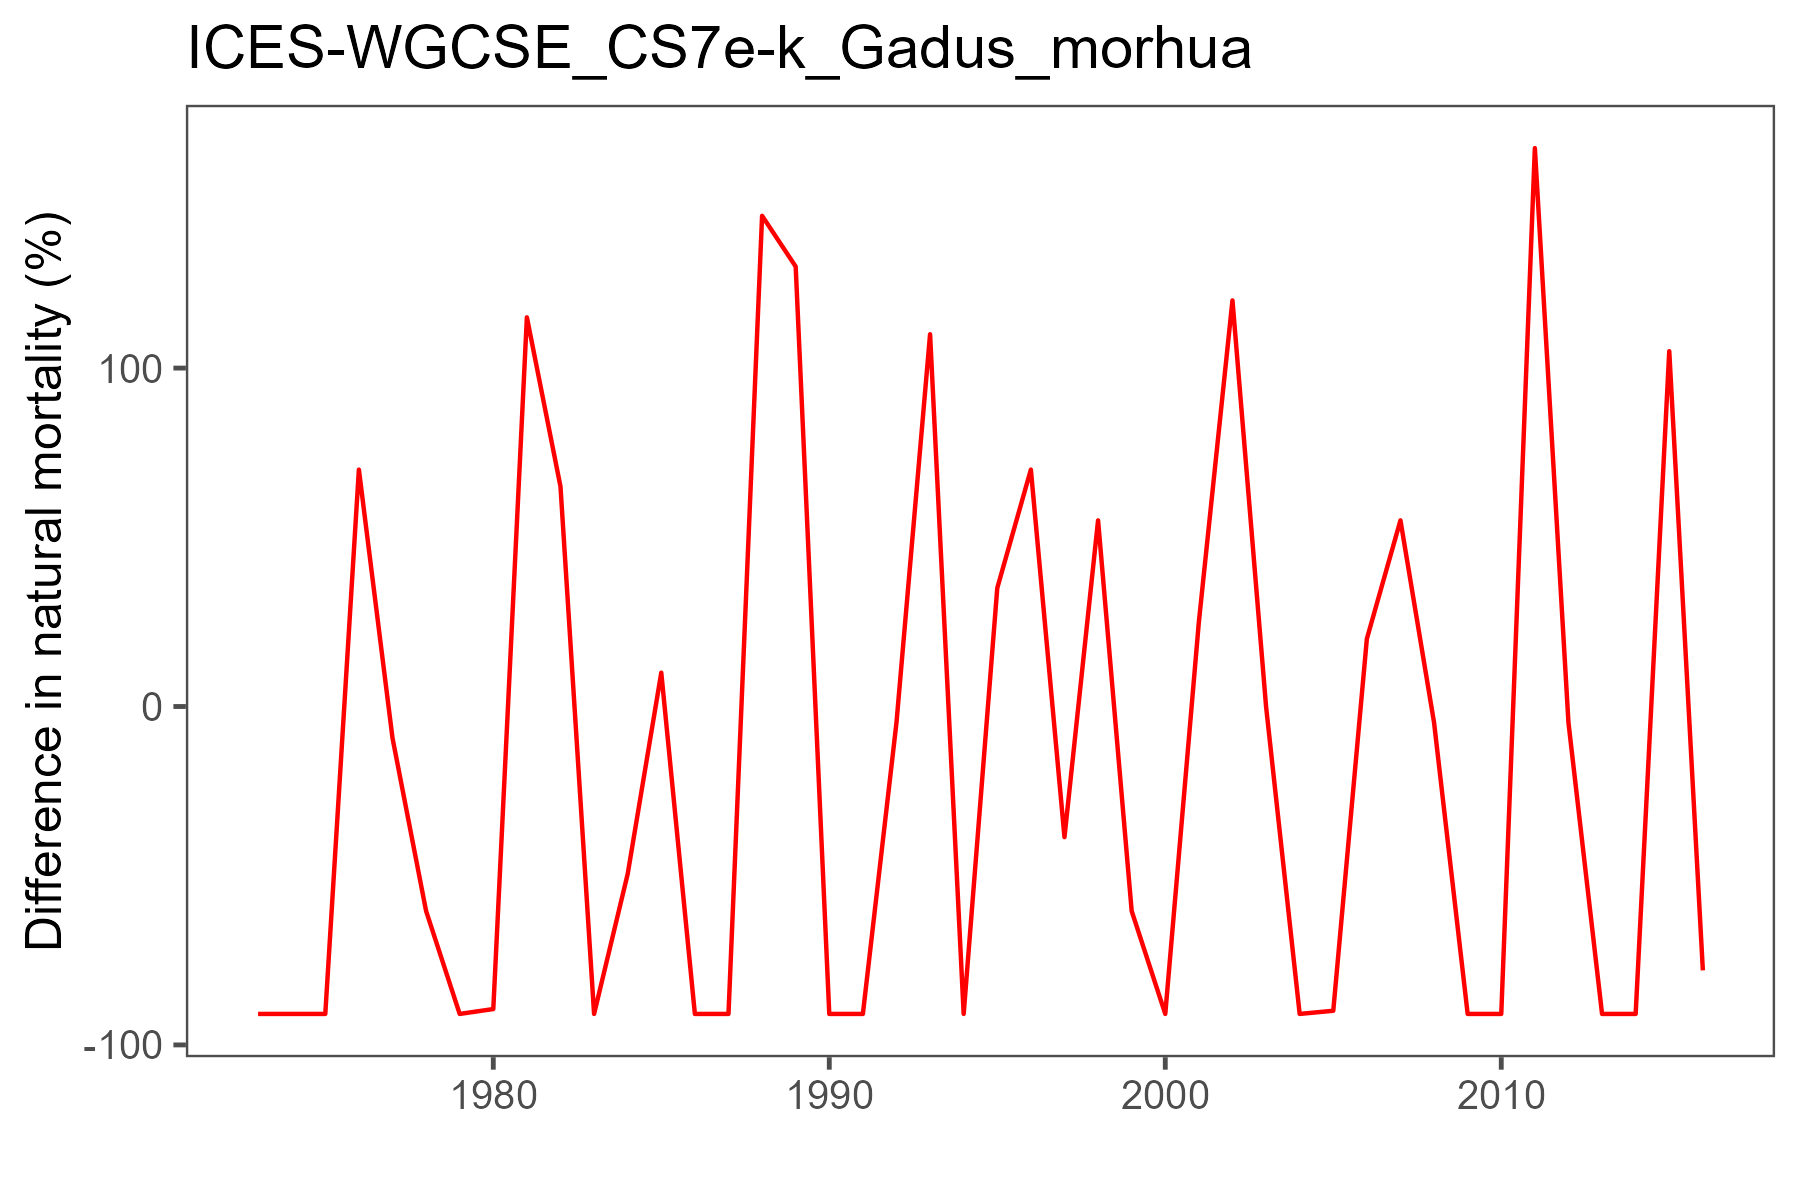 ICES-WGCSE_CS7e-k_Gadus_morhua
Difference in natural mortality (%)
100
0
-100
1980 1990 2000 2010